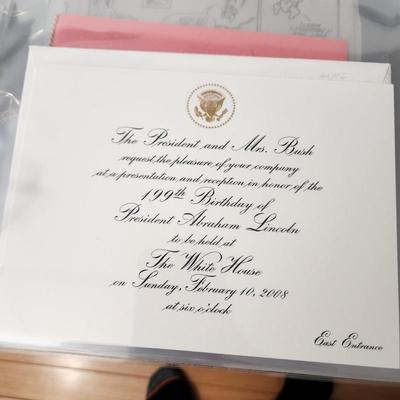 The President and Mrs. Bush
request the pleasure of your company
at a presentation and reception in honor of the
199th Birthday of
President Abraham Lincoln
to be held at
The White House
on Sunday, February 10, 2008
at six o'clock
East Entrance